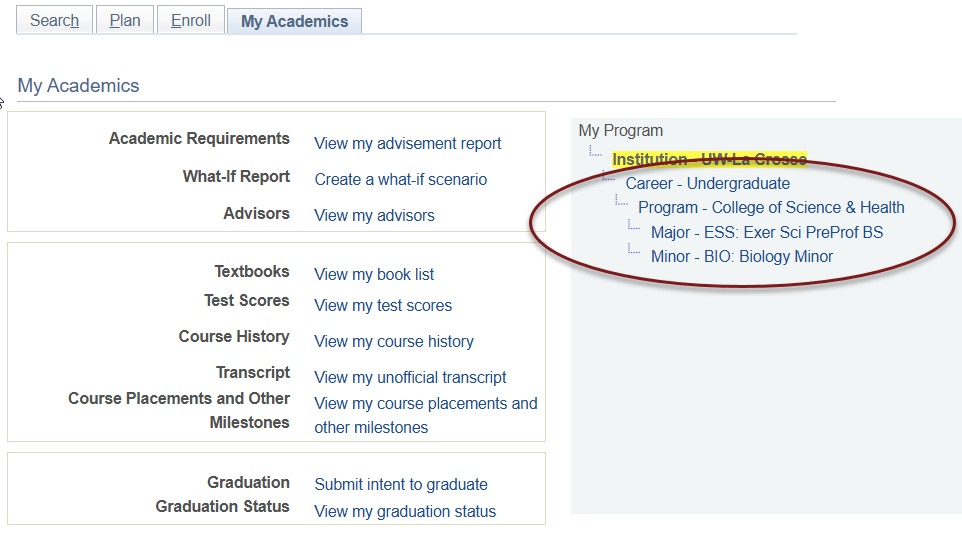 Search Plan Enroll My Academics
My Academics
Academic Requirements View my advisement report
What-If Report Create a what-if scenario
Advisors View my advisors
Textbooks View my book list
Test Scores View my test scores
Course History View my course history
Transcript View my unofficial transcript
Course Placements and Other View my course placements and
Milestones other milestones
Graduation Submit intent to graduate
Graduation Status View my graduation status
My Program
Institution - UW-La Crosse
Career - Undergraduate
Program - College of Science & Health
Major - ESS: Exer Sci PreProf BS
Minor - BIO: Biology Minor